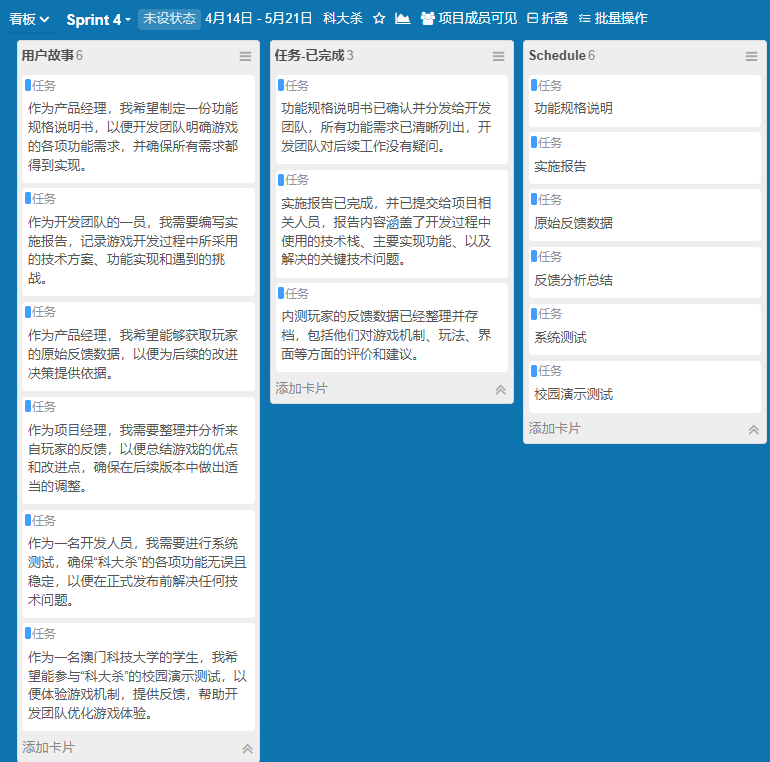 看板 Sprint 4 未设状态 4月14日 - 5月21日 科大杀 项目成员可见 折叠 批量操作
用户故事 6
任务
作为产品经理，我希望制定一份功能
规格说明书，以便开发团队明确游戏
的各项功能需求，并确保所有需求都
得到实现。
任务
作为开发团队的一员，我需要编写实
施报告，记录游戏开发过程中所采用
的技术方案、功能实现和遇到的挑
战。
任务
作为产品经理，我希望能够获取玩家
的原始反馈数据，以便为后续的改进
决策提供依据。
任务
作为项目经理，我需要整理并分析来
自玩家的反馈，以便总结游戏的优点
和改进点，确保在后续版本中做出适
当的调整。
任务
作为一名开发人员，我需要进行系统
测试，确保“科大杀”的各项功能无误且
稳定，以便在正式发布前解决任何技
术问题。
任务
作为一名澳门科技大学的学生，我希
望能参与“科大杀”的校园演示测试，以
便体验游戏机制，提供反馈，帮助开
发团队优化游戏体验。
添加卡片
任务-已完成 3
任务
功能规格说明书已确认并分发给开发
团队，所有功能需求已清晰列出，开
发团队对后续工作没有疑问。
任务
实施报告已完成，并已提交给项目相
关人员，报告内容涵盖了开发过程中
使用的技术栈、主要实现功能、以及
解决的关键技术问题。
任务
内测玩家的反馈数据已经整理并存
档，包括他们对游戏机制、玩法、界
面等方面的评价和建议。
添加卡片
Schedule 6
任务
功能规格说明
任务
实施报告
任务
原始反馈数据
任务
反馈分析总结
任务
系统测试
任务
校园演示测试
添加卡片